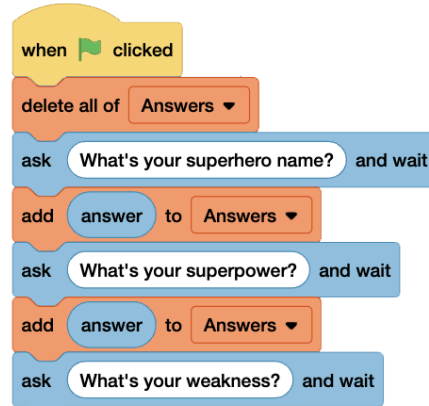 when clicked
delete all of Answers
ask What's your superhero name? and wait
add answer to Answers
ask What's your superpower? and wait
add answer to Answers
ask What's your weakness? and wait